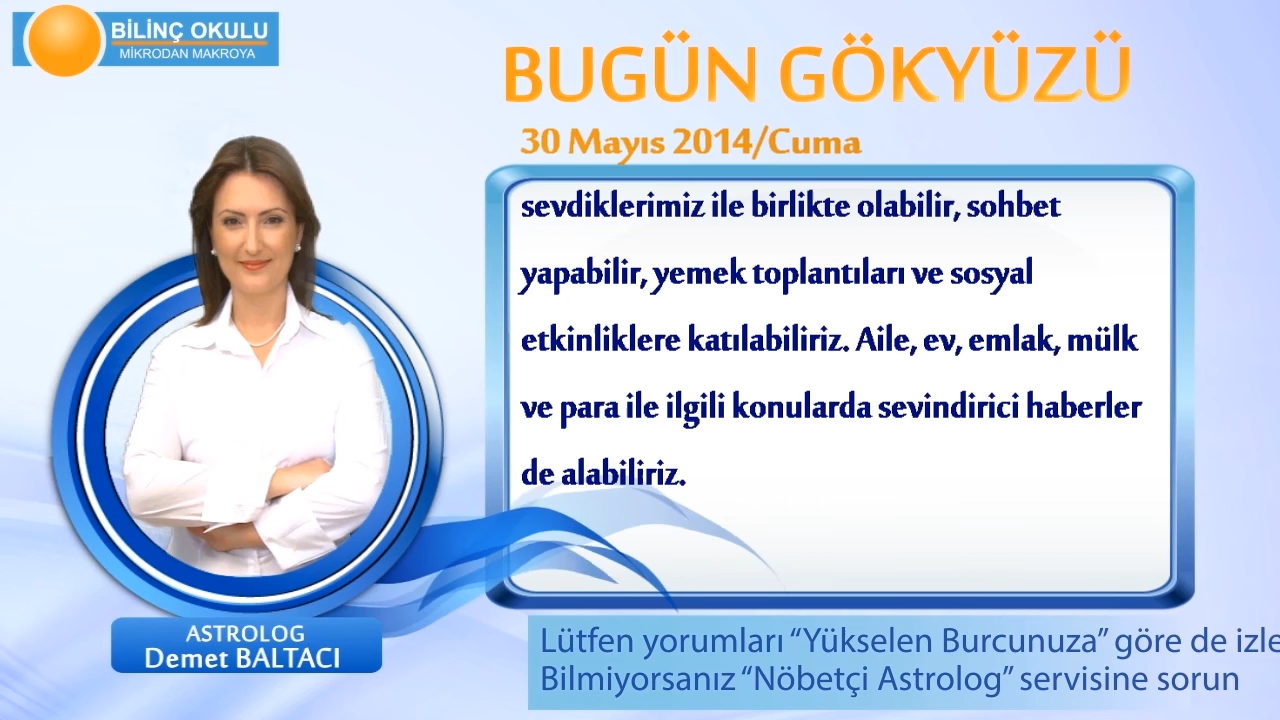 BİLİNÇ OKULU
MİKRODAN MAKROYA
BUGÜN GÖKYÜZÜ
30 Mayıs 2014/Cuma
sevdiklerimiz ile birlikte olabilir, sohbet
yapabilir, yemek toplantıları ve sosyal
etkinliklere katılabiliriz. Aile, ev, emlak, mülk
ve para ile ilgili konularda sevindirici haberler
de alabiliriz.
ASTROLOG
Demet BALTACI
Lütfen yorumları “Yükselen Burcunuza” göre de izle
Bilmiyorsanız “Nöbetçi Astrolog” servisine sorun